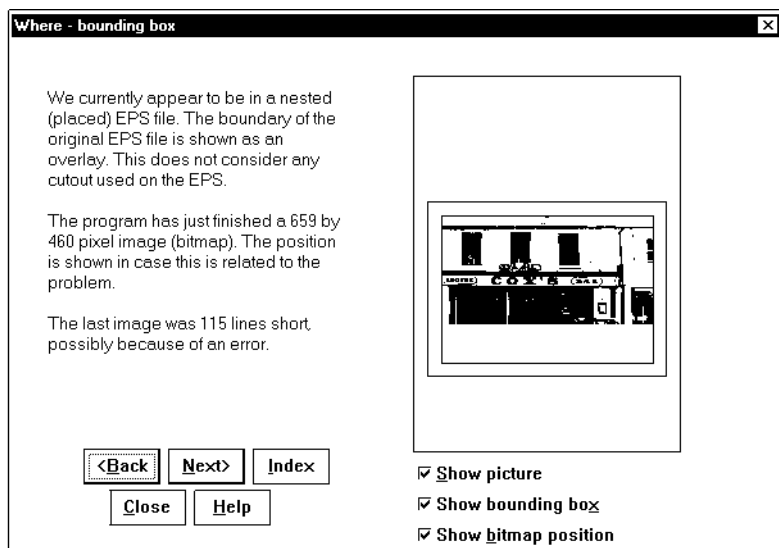 Where - bounding box
We currently appear to be in a nested
(placed) EPS file. The boundary of the
original EPS file is shown as an
overlay. This does not consider any
cutout used on the EPS.
The program has just finished a 659 by
460 pixel image (bitmap). The position
is shown in case this is related to the
problem.
The last image was 115 lines short,
possibly because of an error.
COX'S
<Back Next> Index
Close Help
Show picture
Show bounding box
Show bitmap position